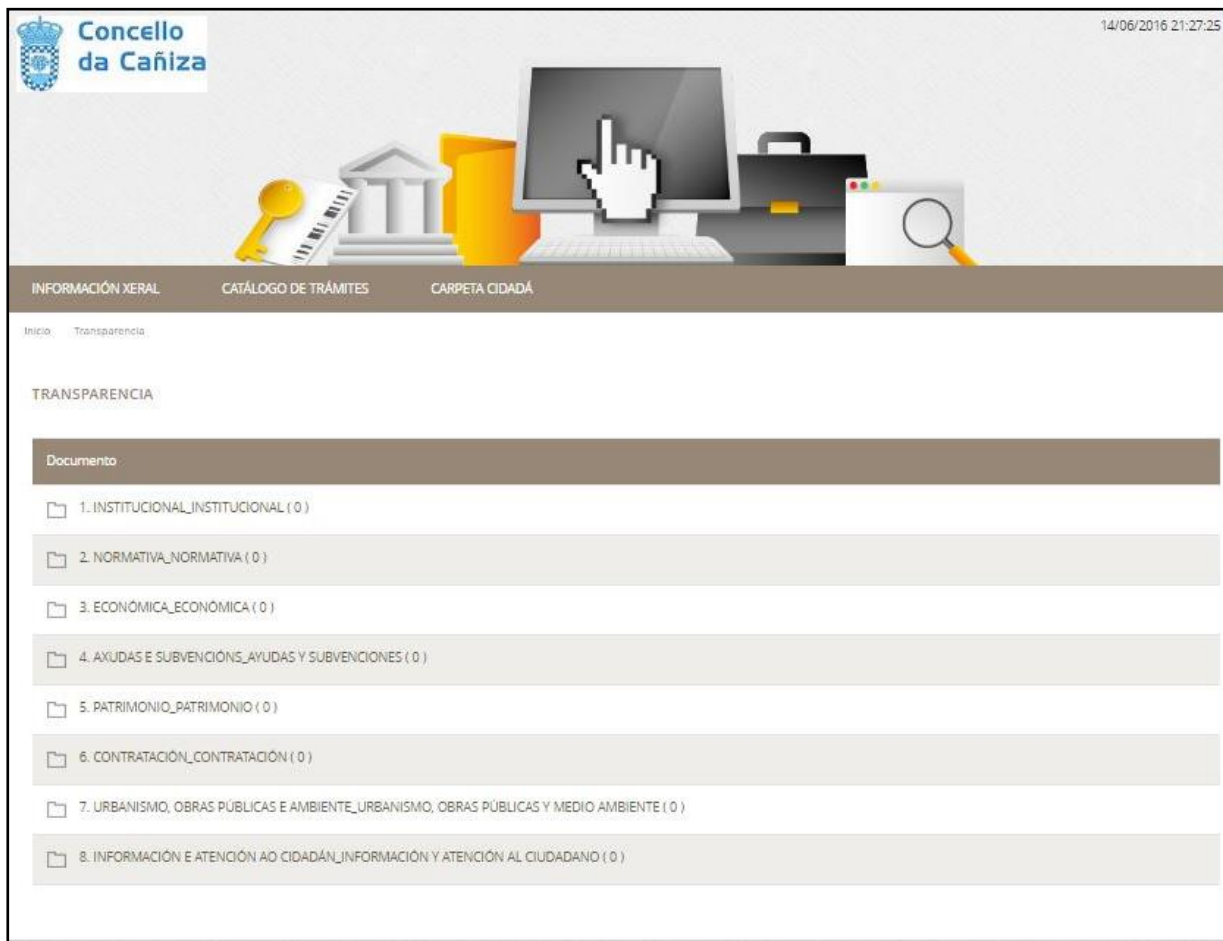 Concello
da Cañiza
14/06/2016 21:27:25
INFORMACIÓN XERAL CATÁLOGO DE TRÁMITES CARPETA CIDADÁ
Inicio Transparencia
TRANSPARENCIA
Documento
1. INSTITUCIONAL_INSTITUCIONAL ( 0 )
2. NORMATIVA_NORMATIVA ( 0 )
3. ECONÓMICA_ECONÓMICA ( 0 )
4. AXUDAS E SUBVENCIÓNS_AYUDAS Y SUBVENCIONES ( 0 )
5. PATRIMONIO_PATRIMONIO ( 0 )
6. CONTRATACIÓN_CONTRATACIÓN ( 0 )
7. URBANISMO, OBRAS PÚBLICAS E AMBIENTE_URBANISMO, OBRAS PÚBLICAS Y MEDIO AMBIENTE ( 0 )
8. INFORMACIÓN E ATENCIÓN AO CIDADÁN_INFORMACIÓN Y ATENCIÓN AL CIUDADANO ( 0 )